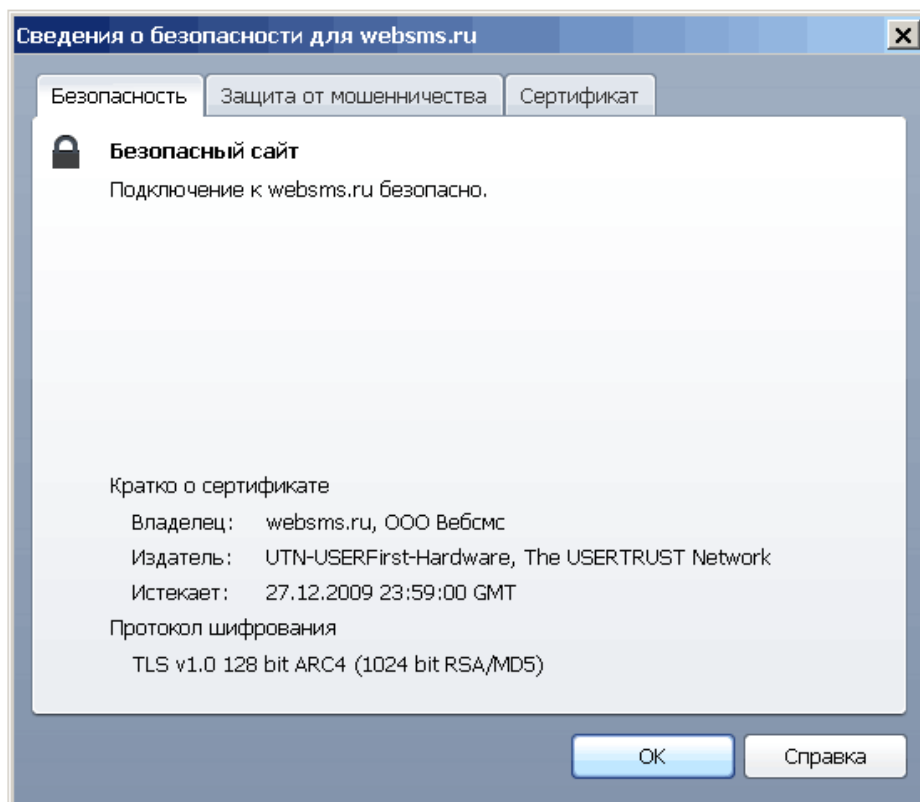 Сведения о безопасности для websms.ru
Безопасность Защита от мошенничества Сертификат
Безопасный сайт
Подключение к websms.ru безопасно.
Кратко о сертификате
Владелец: websms.ru, ООО Вебсмс
Издатель: UTN-USERFirst-Hardware, The USERTRUST Network
Истекает: 27.12.2009 23:59:00 GMT
Протокол шифрования
TLS v1.0 128 bit ARC4 (1024 bit RSA/MD5)
OK Справка